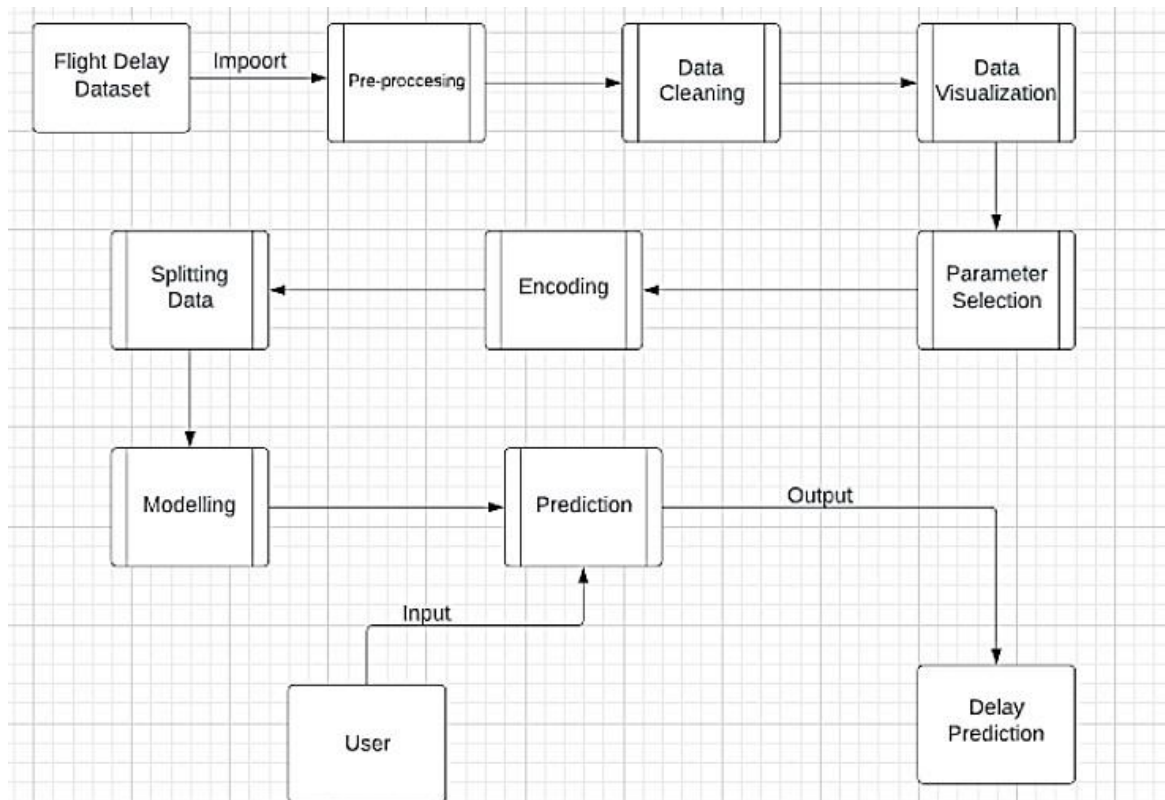 Flight Delay
Dataset
Impoort
Pre-proccesing
Data
Cleaning
Data
Visualization
Splitting
Data
Encoding
Parameter
Selection
Modelling
Prediction
Output
Input
User
Delay
Prediction